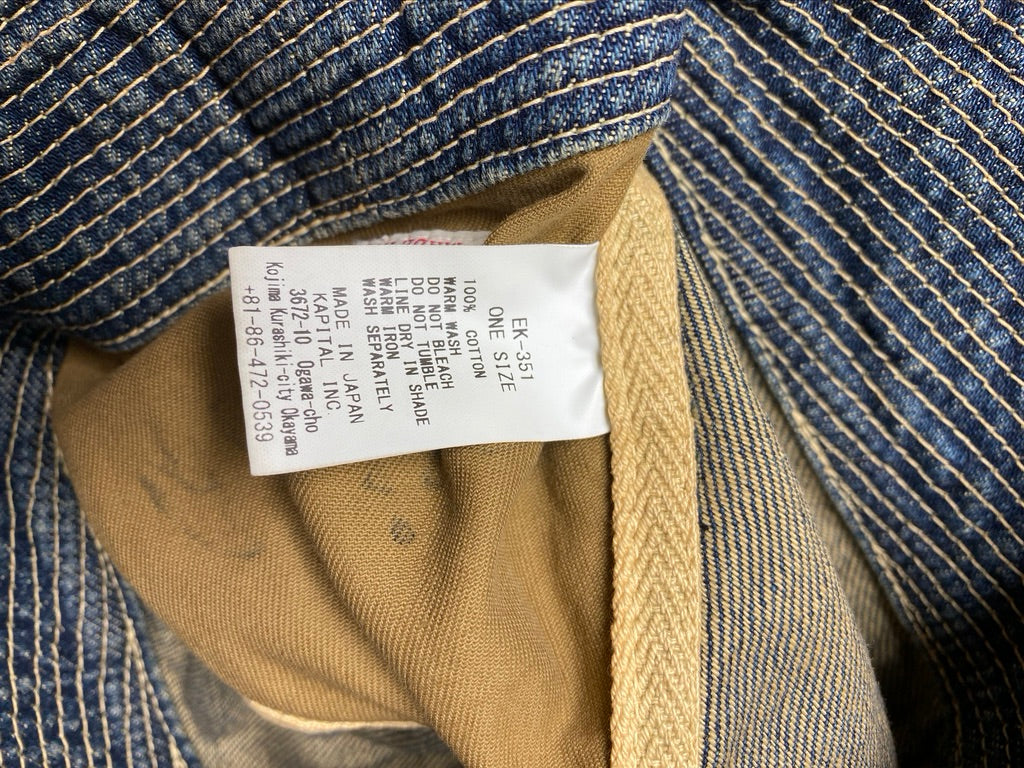 EK-351
ONE SIZE
100% COTTON
WARM WASH
DO NOT BLEACH
DO NOT TUMBLE
LINE DRY IN SHADE
WARM IRON
WASH SEPARATELY
MADE IN JAPAN
KAPITAL INC.
3672-10 Ogawa-cho
Kojima Kurashiki-city Okayama
+81-86-472-0539